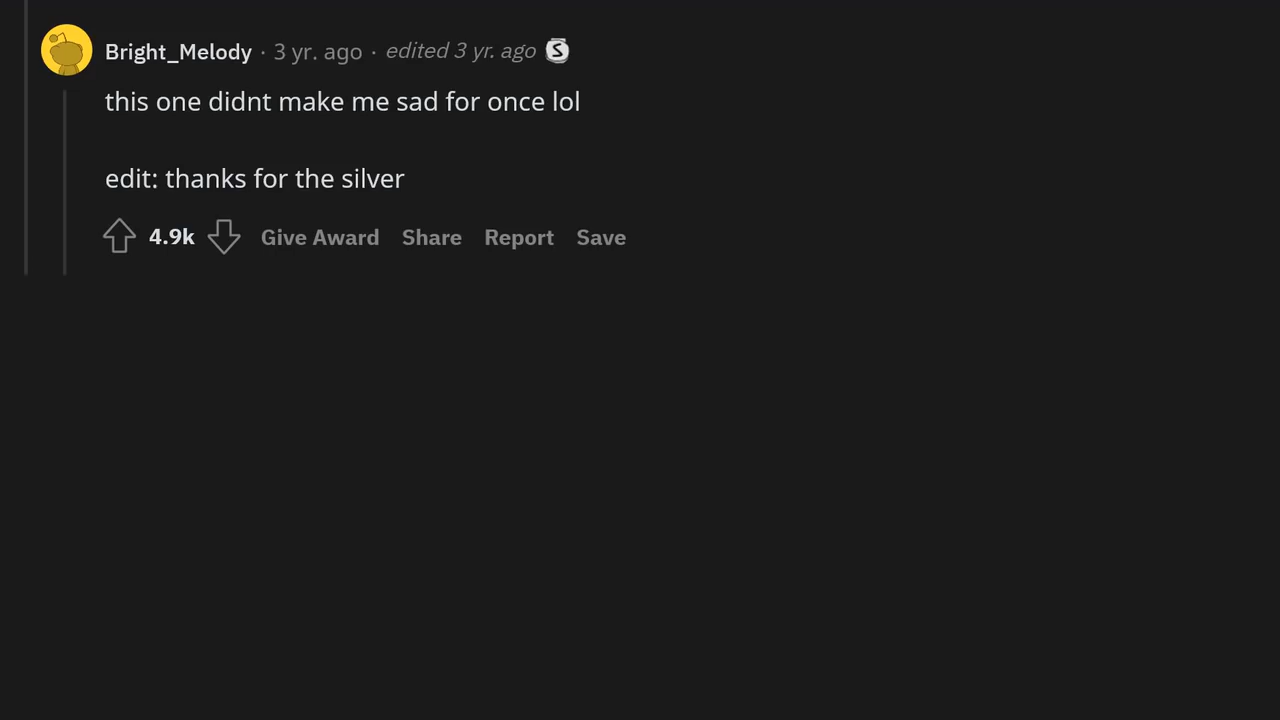 Bright_Melody · 3 yr. ago · edited 3 yr. ago S
this one didnt make me sad for once lol
edit: thanks for the silver
4.9k Give Award Share Report Save